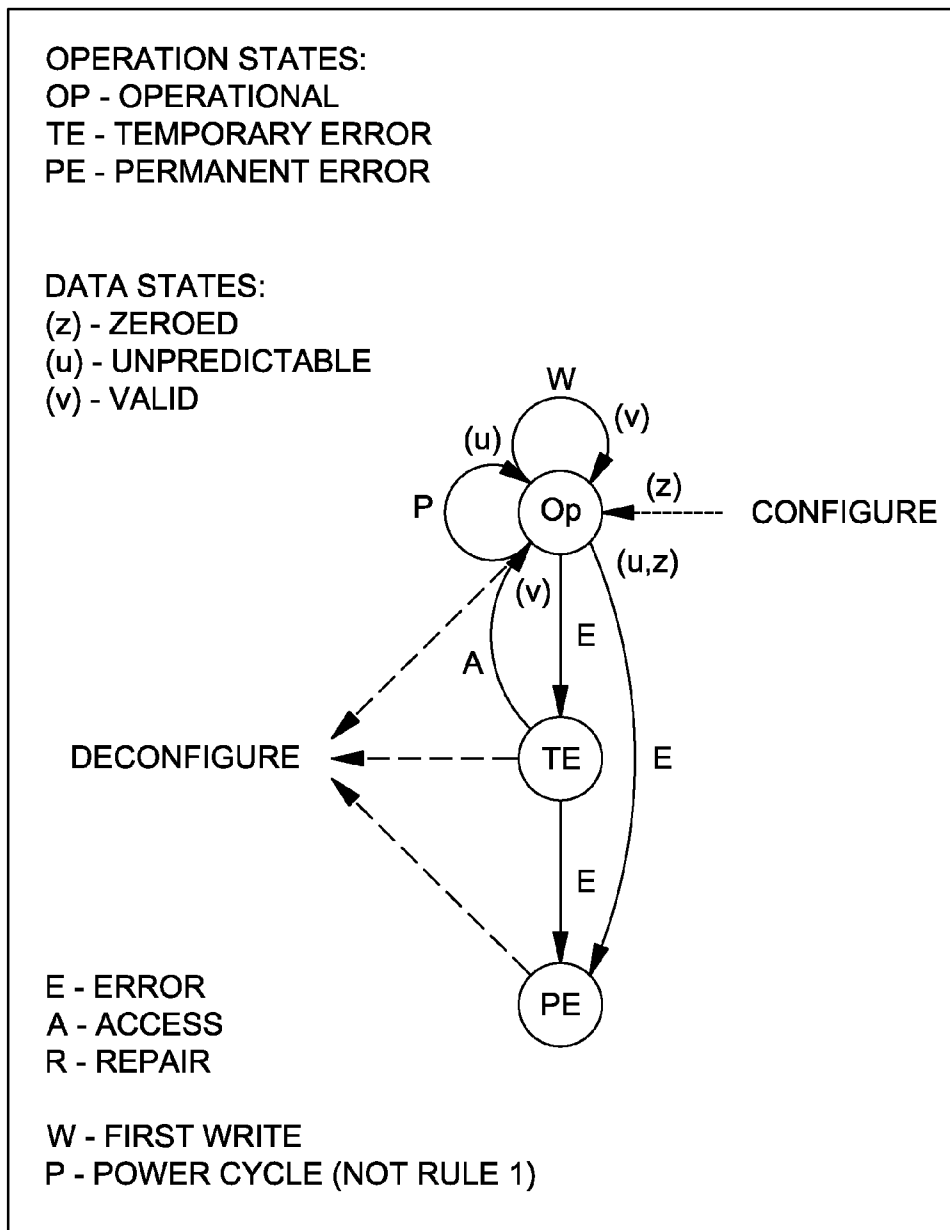 OPERATION STATES:
OP - OPERATIONAL
TE - TEMPORARY ERROR
PE - PERMANENT ERROR
DATA STATES:
(z) - ZEROED
(u) - UNPREDICTABLE
(v) - VALID
W
(u)
(v)
P
Op
(z)
CONFIGURE
(v)
(u,z)
E
A
DECONFIGURE
TE
E
E
PE
E - ERROR
A - ACCESS
R - REPAIR
W - FIRST WRITE
P - POWER CYCLE (NOT RULE 1)